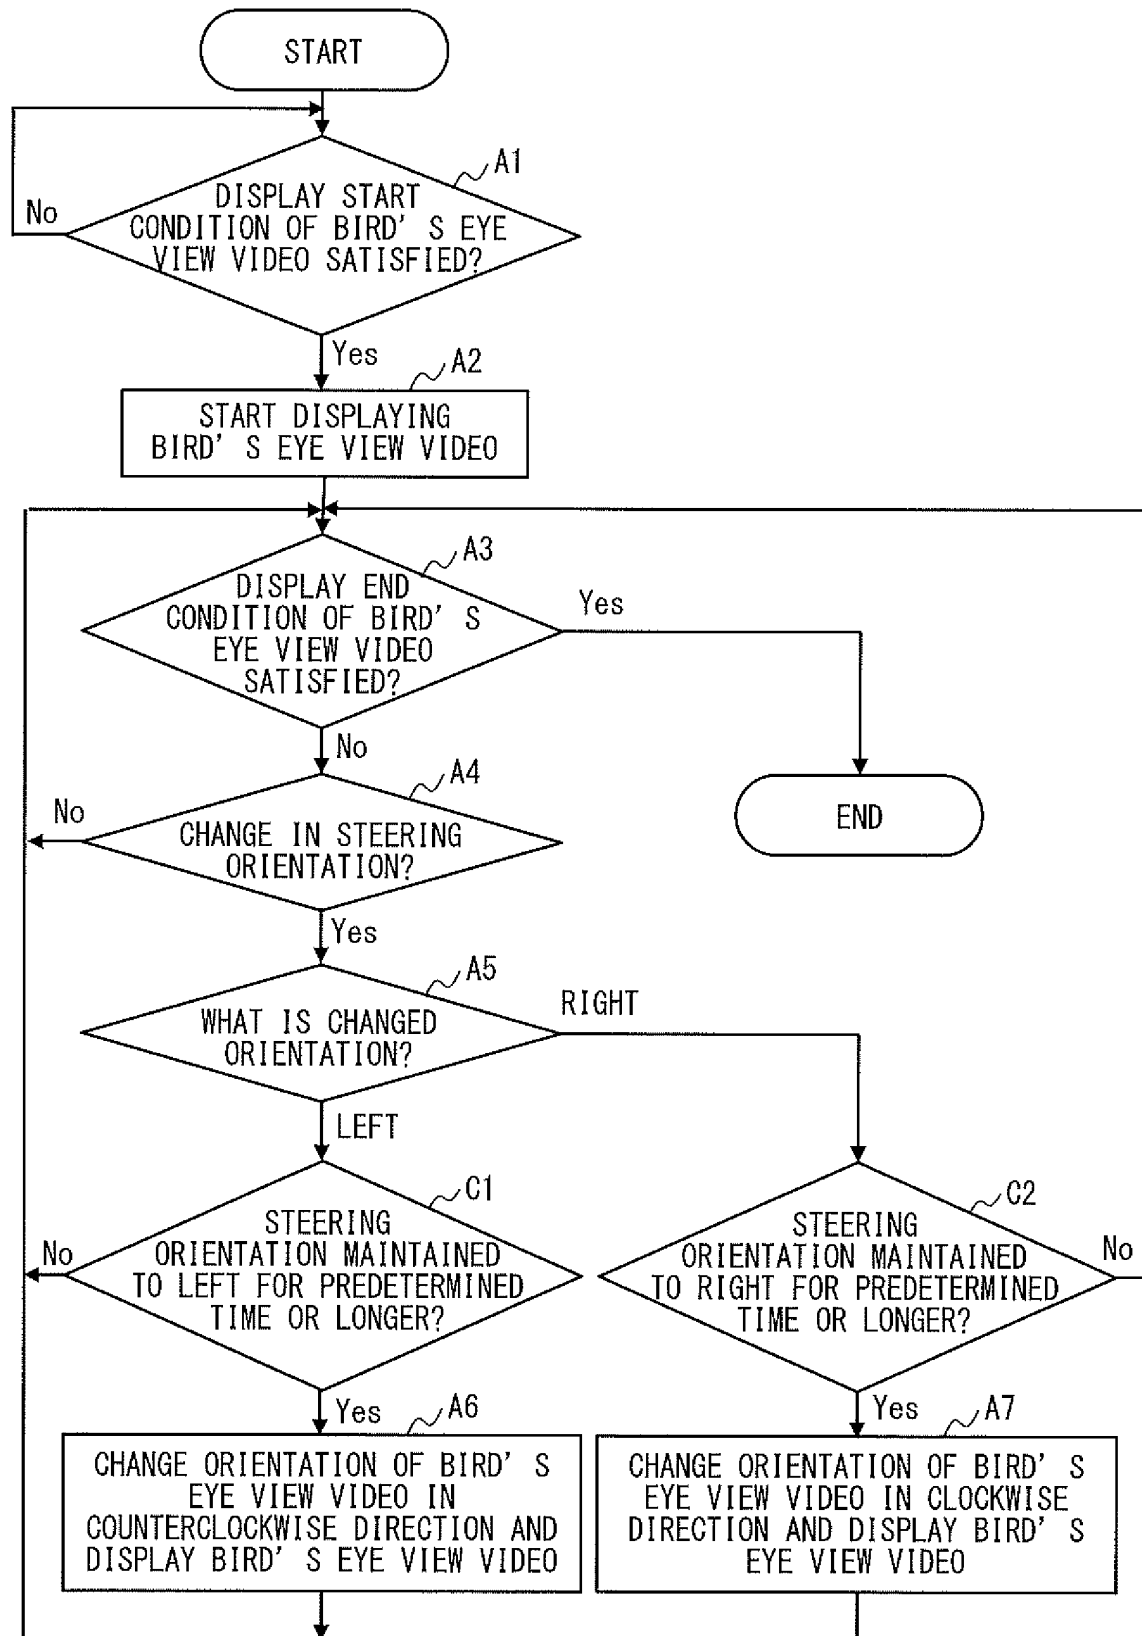 START
A1
DISPLAY START
CONDITION OF BIRD'S EYE
VIEW VIDEO SATISFIED?
No
Yes
A2
START DISPLAYING
BIRD'S EYE VIEW VIDEO
A3
DISPLAY END
CONDITION OF BIRD'S
EYE VIEW VIDEO
SATISFIED?
Yes
No
A4
No
CHANGE IN STEERING
ORIENTATION?
END
Yes
A5
WHAT IS CHANGED
ORIENTATION?
RIGHT
LEFT
C1
STEERING
ORIENTATION MAINTAINED
TO LEFT FOR PREDETERMINED
TIME OR LONGER?
No
C2
STEERING
ORIENTATION MAINTAINED
TO RIGHT FOR PREDETERMINED
TIME OR LONGER?
No
Yes
A6
CHANGE ORIENTATION OF BIRD'S
EYE VIEW VIDEO IN
COUNTERCLOCKWISE DIRECTION AND
DISPLAY BIRD'S EYE VIEW VIDEO
Yes
A7
CHANGE ORIENTATION OF BIRD'S
EYE VIEW VIDEO IN CLOCKWISE
DIRECTION AND DISPLAY BIRD'S
EYE VIEW VIDEO